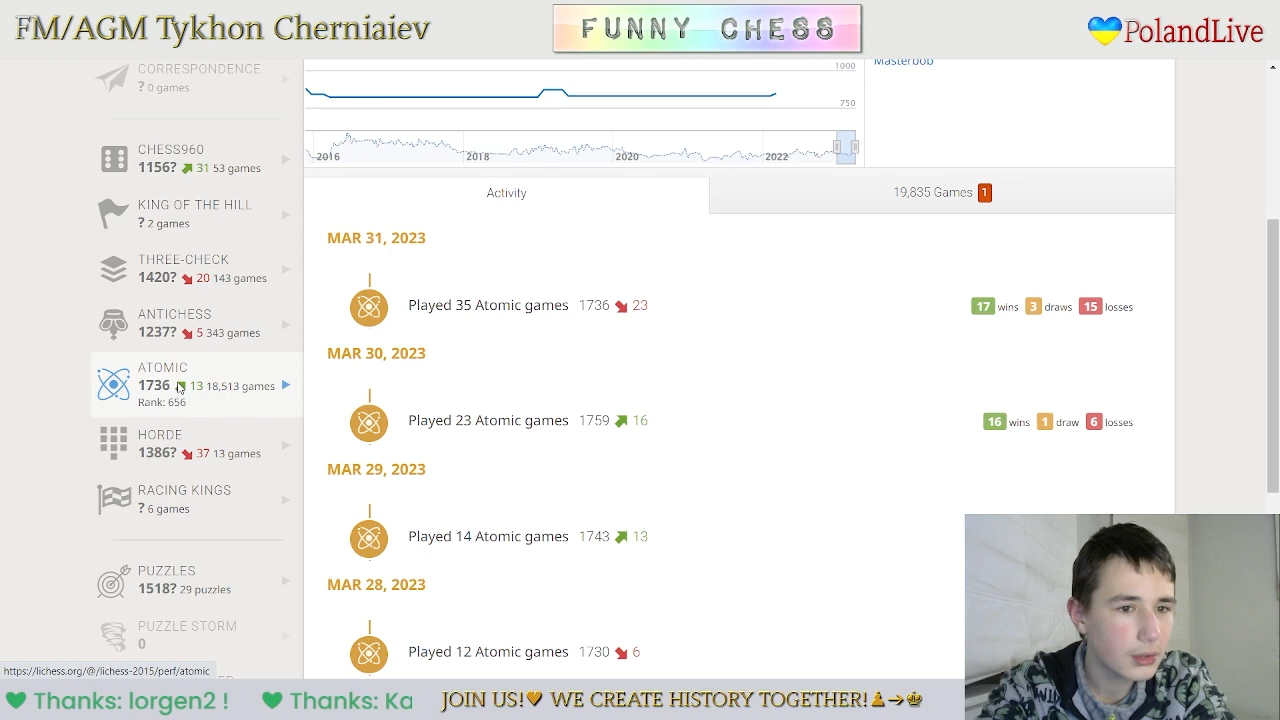 FM/AGM Tykhon Cherniaiev
FUNNY CHESS
PolandLive
CORRESPONDENCE
? 0 games
CHESS960
1156? 31 53 games
KING OF THE HILL
? 2 games
THREE-CHECK
1420? 20 143 games
ANTICHESS
1237? 5 343 games
ATOMIC
1736 13 18,513 games
Rank: 656
HORDE
1386? 37 13 games
RACING KINGS
? 6 games
PUZZLES
1518? 29 puzzles
PUZZLE STORM
0
https://lichess.org/@/lichess-2015/perf/atomic
1000
Masterbob
750
2016 2018 2020 2022
Activity
19,835 Games 1
MAR 31, 2023
Played 35 Atomic games 1736 23
17 wins 3 draws 15 losses
MAR 30, 2023
Played 23 Atomic games 1759 16
16 wins 1 draw 6 losses
MAR 29, 2023
Played 14 Atomic games 1743 13
MAR 28, 2023
Played 12 Atomic games 1730 6
Thanks: lorgen2 ! Thanks: Ka
JOIN US! WE CREATE HISTORY TOGETHER!